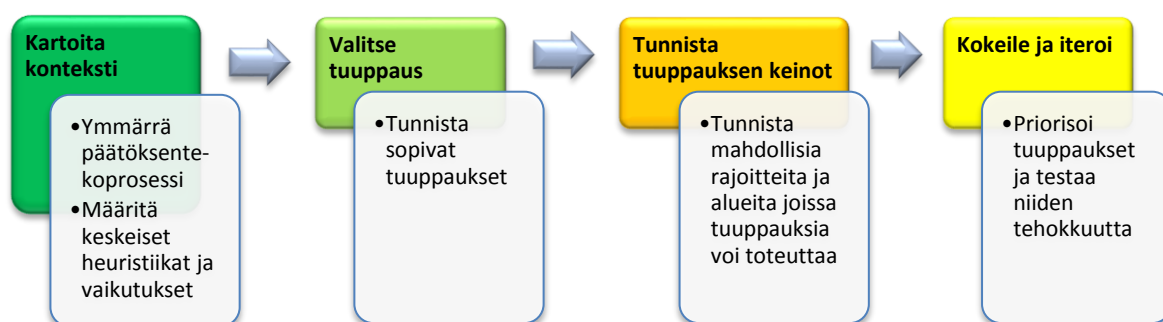 Kartoita
konteksti
•Ymmärrä
päätöksente-
koprosessi
•Määritä
keskeiset
heuristiikat ja
vaikutukset
Valitse
tuuppaus
•Tunnista
sopivat
tuuppaukset
Tunnista
tuuppauksen keinot
•Tunnista
mahdollisia
rajoitteita ja
alueita joissa
tuuppauksia
voi toteuttaa
Kokeile ja iteroi
•Priorisoi
tuuppaukset
ja testaa
niiden
tehokkuutta